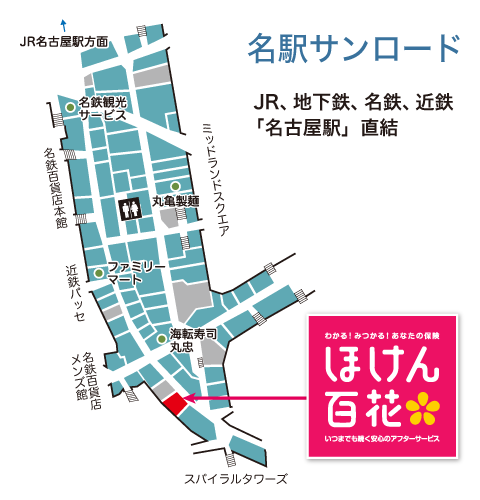 JR名古屋駅方面
名駅サンロード
JR、地下鉄、名鉄、近鉄
「名古屋駅」直結
名鉄観光
サービス
ミッドランドスクエア
名鉄百貨店本館
丸亀製麺
ファミリー
マート
近鉄パッセ
海転寿司
丸忠
名鉄百貨店
メンズ館
わかる!みつかる!あなたの保険
ほけん
百花
いつまでも続く安心のアフターサービス
スパイラルタワーズ